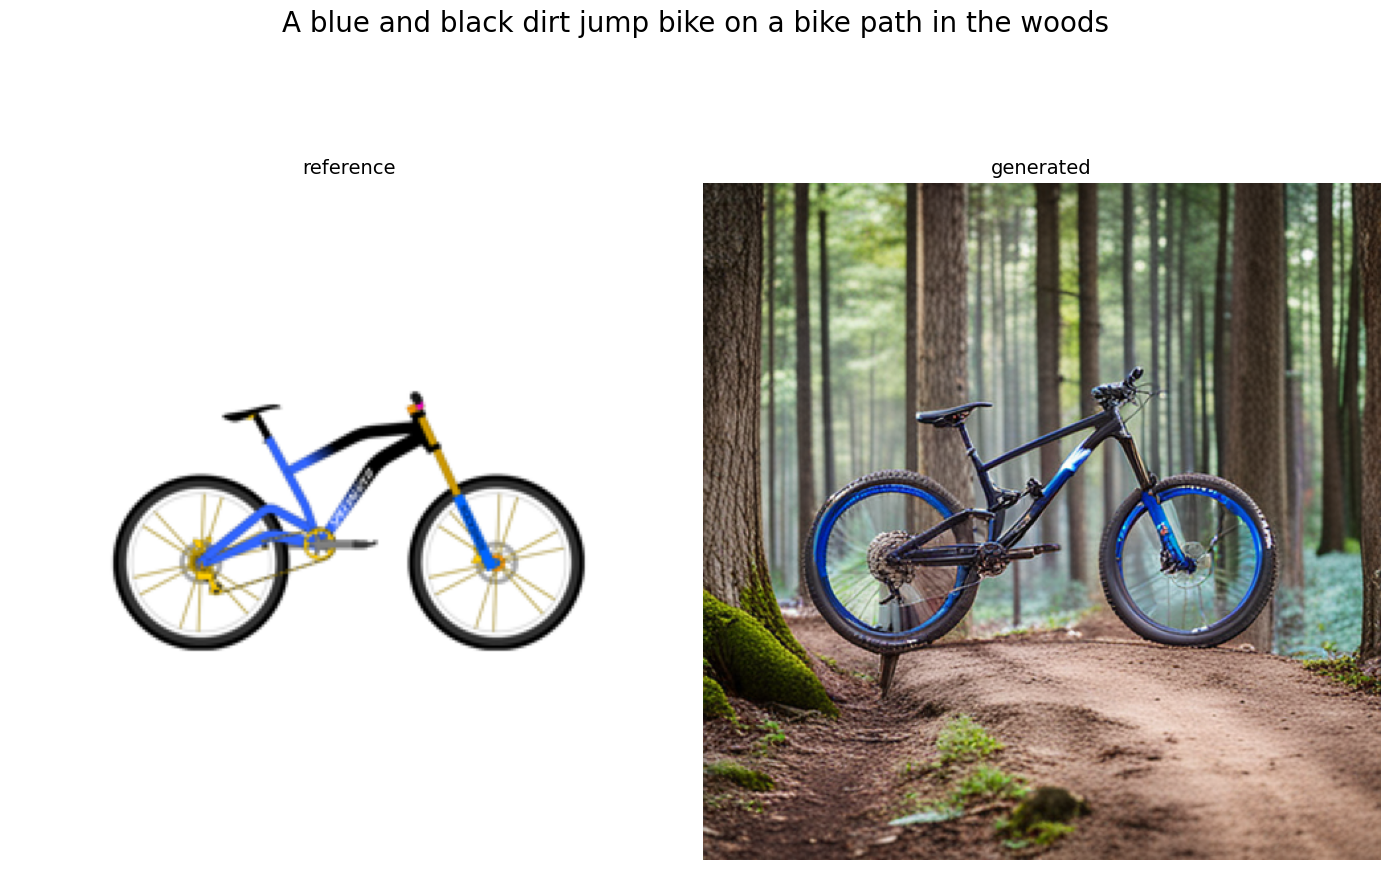 A blue and black dirt jump bike on a bike path in the woods
reference
generated